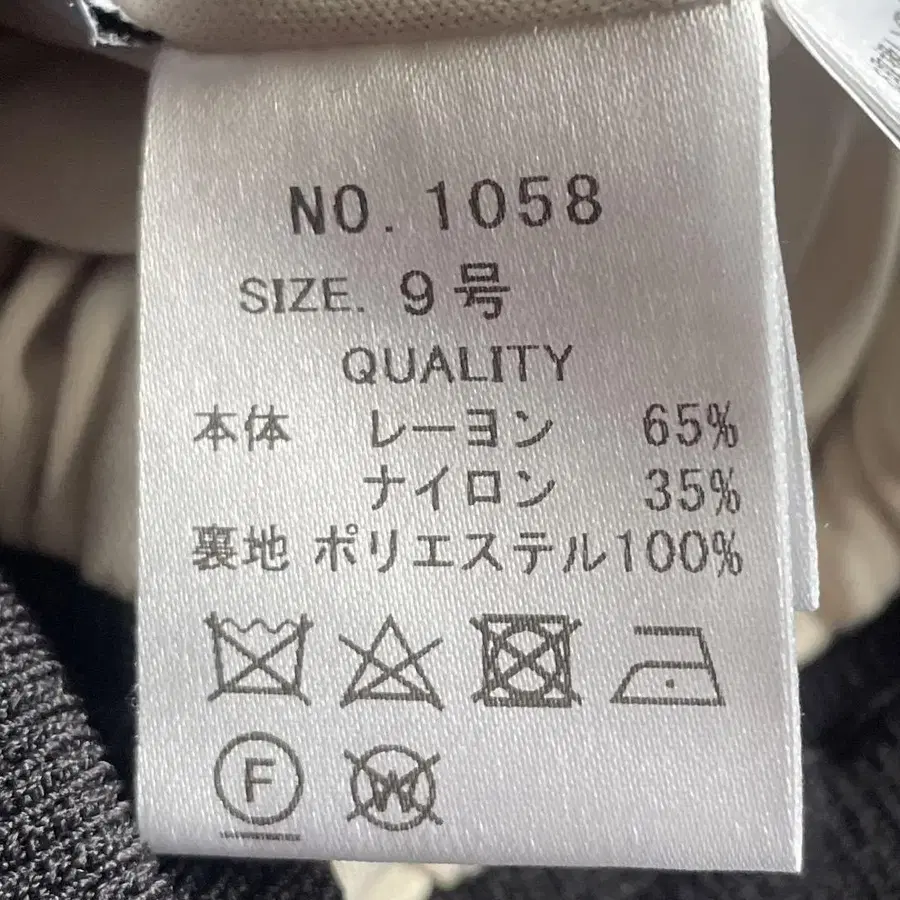 NO. 1058
SIZE. 9号
QUALITY
本体 レーヨン 65%
ナイロン 35%
裏地 ポリエステル100%
F W